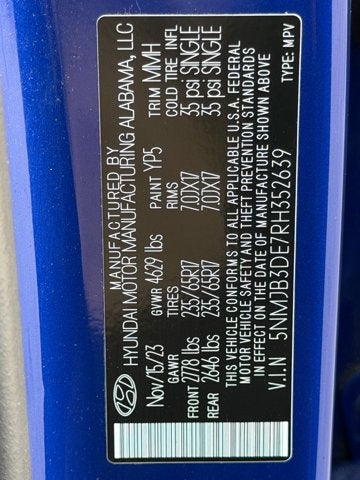 MANUFACTURED BY
HYUNDAI MOTOR MANUFACTURING ALABAMA, LLC
Nov/15/23 GVWR 4629 lbs PAINT YP5 TRIM MMH
GAWR TIRES RIMS COLD TIRE INFL
FRONT 2778 lbs 235/65R17 7.0JX17 35 psi SINGLE
REAR 2646 lbs 235/65R17 7.0JX17 35 psi SINGLE
THIS VEHICLE CONFORMS TO ALL APPLICABLE U.S.A. FEDERAL
MOTOR VEHICLE SAFETY AND THEFT PREVENTION STANDARDS
IN EFFECT ON THE DATE OF MANUFACTURE SHOWN ABOVE
V.I.N 5NMJB3DE7RH352639 TYPE: MPV